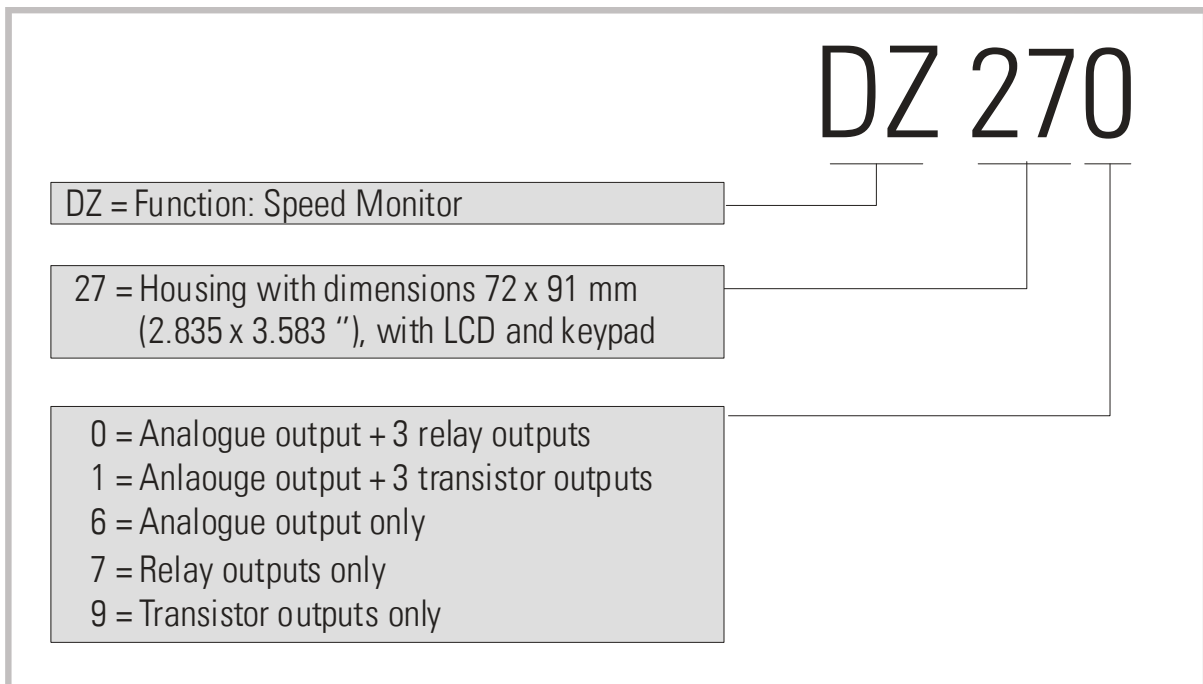 DZ 270
DZ = Function: Speed Monitor
27 = Housing with dimensions 72 x 91 mm
(2.835 x 3.583 ″), with LCD and keypad
0 = Analogue output + 3 relay outputs
1 = Anlaouge output + 3 transistor outputs
6 = Analogue output only
7 = Relay outputs only
9 = Transistor outputs only